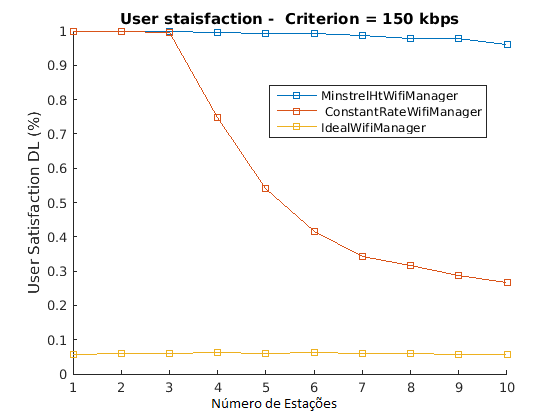 User staisfaction -  Criterion = 150 kbps
User Satisfaction DL (%)
1
0.9
0.8
0.7
0.6
0.5
0.4
0.3
0.2
0.1
0
MinstrelHtWifiManager
ConstantRateWifiManager
IdealWifiManager
1 2 3 4 5 6 7 8 9 10
Número de Estações